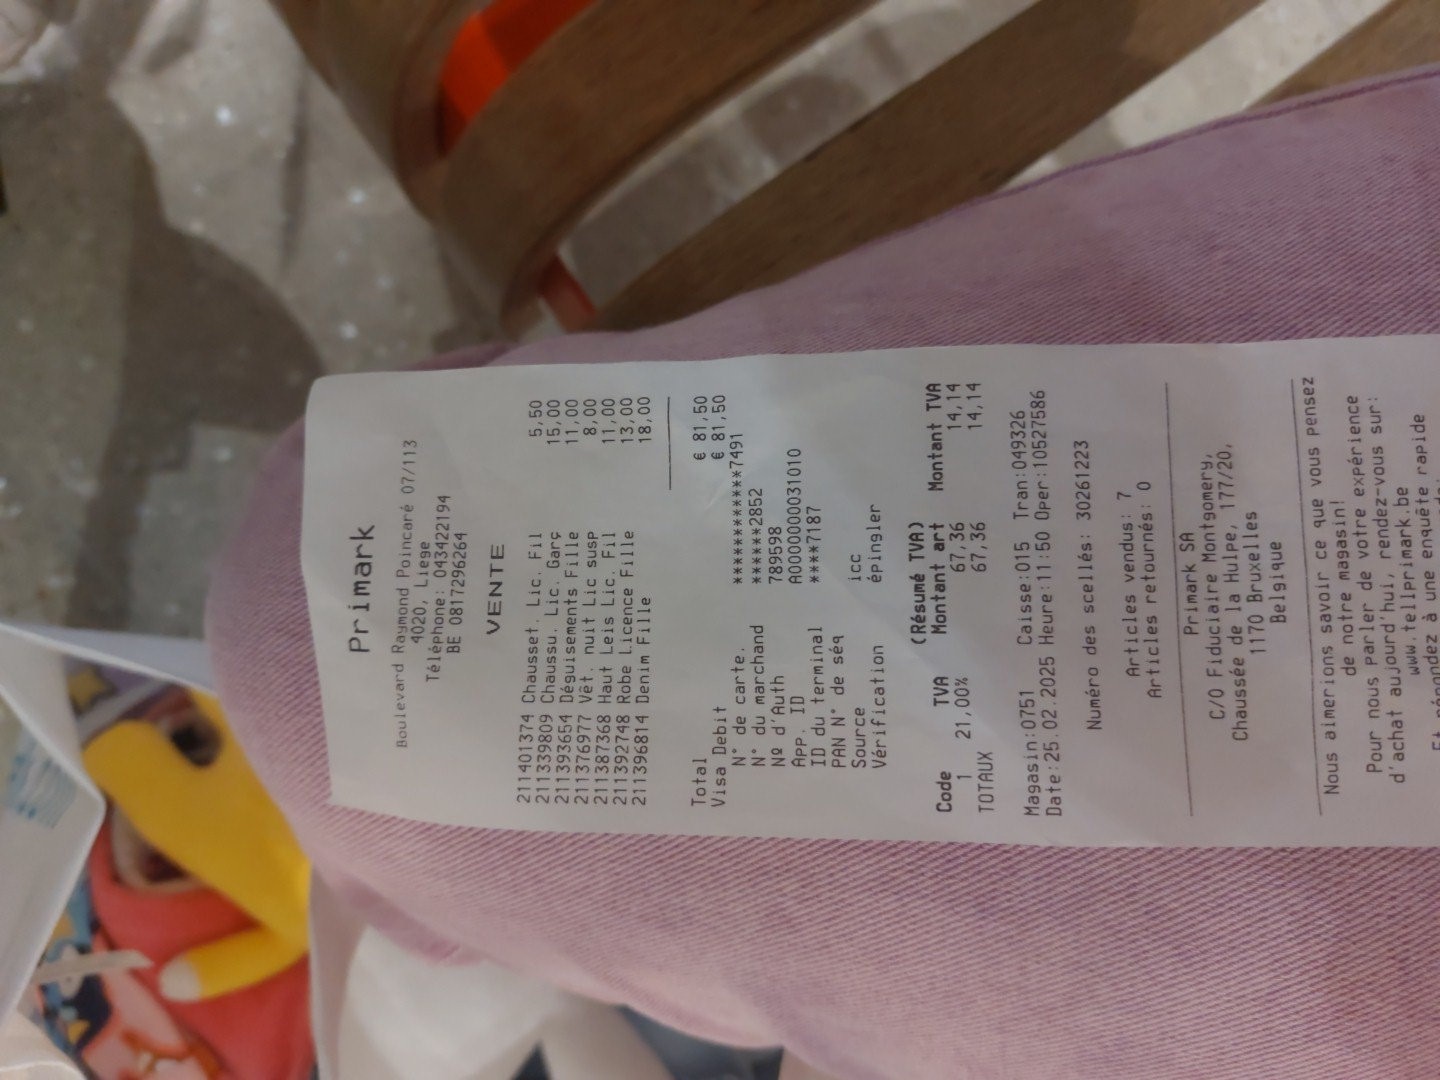 Primark
Boulevard Raymond Poincaré 07/113
4020, Liege
Téléphone: 043422194
BE 0817296264
VENTE
211401374 Chausset. Lic. Fil 5,50
211339809 Chaussu. Lic. Garç 15,00
211393654 Déguisements Fille 11,00
211376977 Vêt. nuit Lic susp 8,00
211387368 Haut Leis Lic. Fil 11,00
211392748 Robe Licence Fille 13,00
211396814 Denim Fille 18,00
Total € 81,50
Visa Debit € 81,50
N° de carte. ************7491
N° du marchand ******2852
Nº d'Auth 789598
App. ID A0000000031010
ID du terminal ****7187
PAN N° de séq
Source icc
Vérification épingler
(Résumé TVA)
Code TVA Montant art Montant TVA
1 21,00% 67,36 14,14
TOTAUX 67,36 14,14
Magasin:0751 Caisse:015 Tran:049326
Date:25.02.2025 Heure:11:50 Oper:10527586
Numéro des scellés: 30261223
Articles vendus: 7
Articles retournés: 0
Primark SA
C/O Fiduciaire Montgomery,
Chaussée de la Hulpe, 177/20,
1170 Bruxelles
Belgique
Nous aimerions savoir ce que vous pensez
de notre magasin!
Pour nous parler de votre expérience
d'achat aujourd'hui, rendez-vous sur:
www.tellprimark.be
Et répondez à une enquête rapide